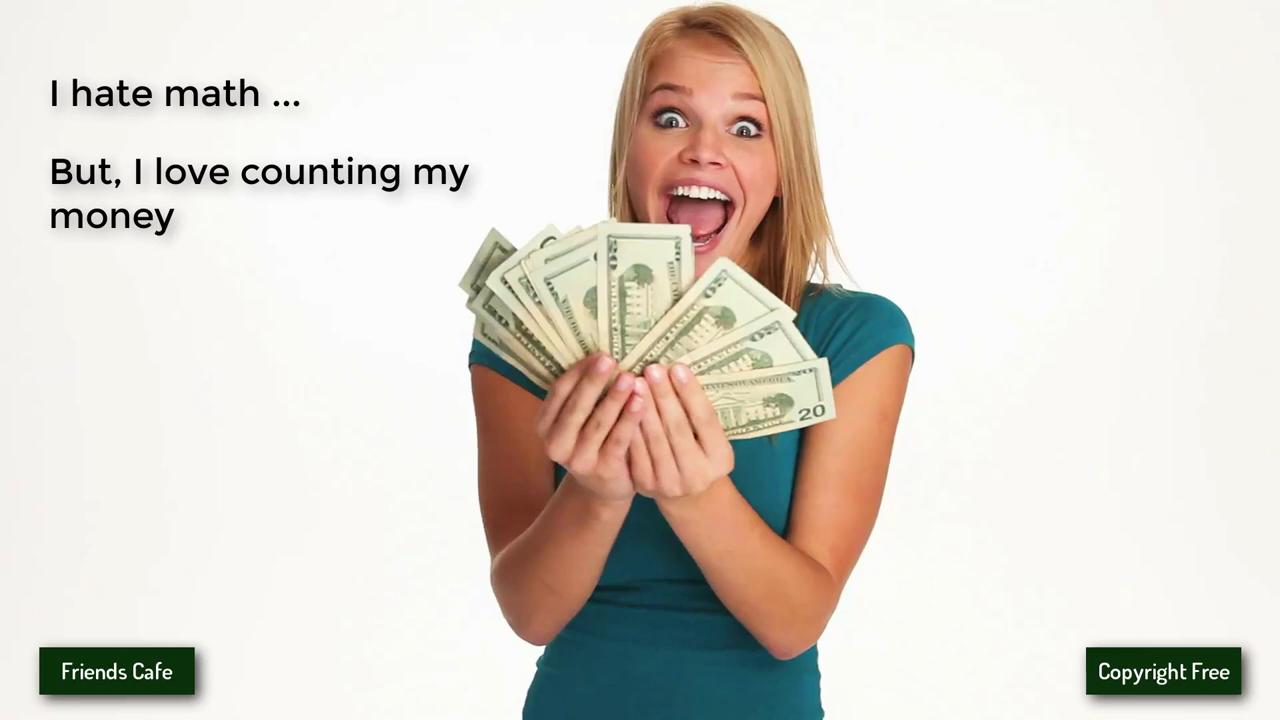 I hate math ...
But, I love counting my
money
20
Friends Cafe
Copyright Free